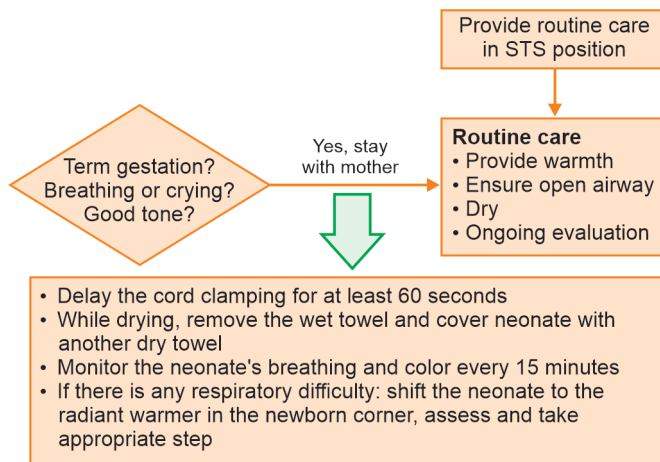 Provide routine care
in STS position
Term gestation?
Breathing or crying?
Good tone?
Yes, stay
with mother
Routine care
• Provide warmth
• Ensure open airway
• Dry
• Ongoing evaluation
• Delay the cord clamping for at least 60 seconds
• While drying, remove the wet towel and cover neonate with
another dry towel
• Monitor the neonate's breathing and color every 15 minutes
• If there is any respiratory difficulty: shift the neonate to the
radiant warmer in the newborn corner, assess and take
appropriate step